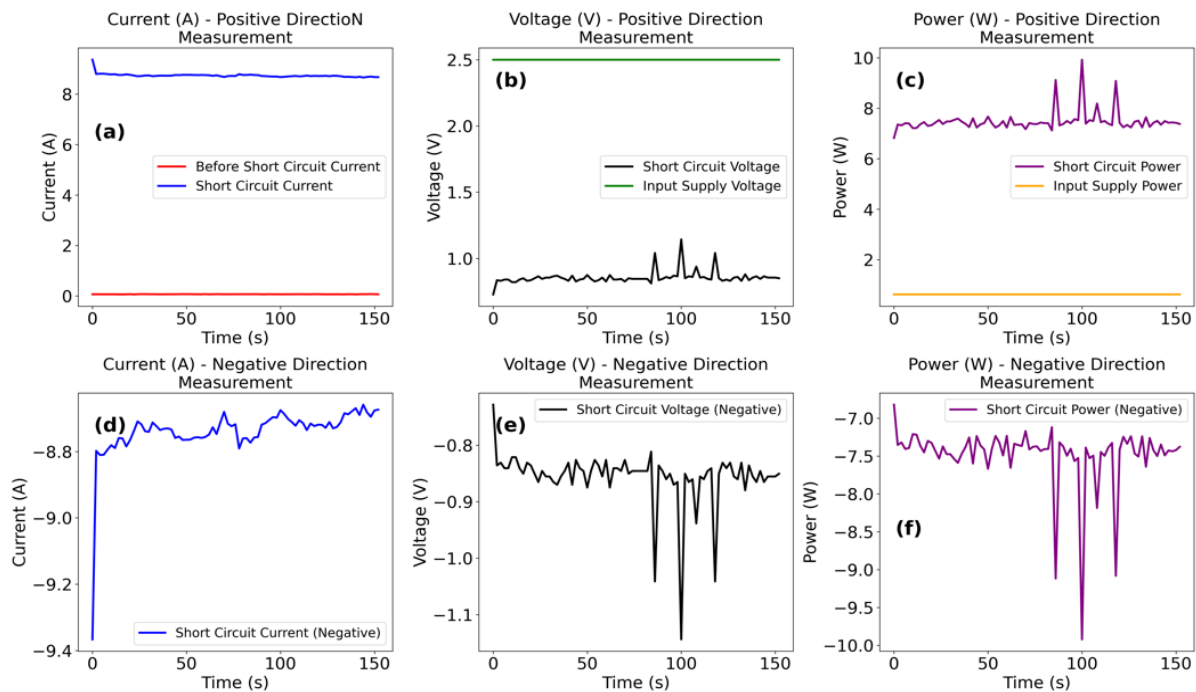 Current (A) - Positive DirectioN
Measurement
8
6
4
2
0
Current (A)
(a)
Before Short Circuit Current
Short Circuit Current
0
50
100
150
Time (s)
Voltage (V) - Positive Direction
Measurement
2.5
2.0
1.5
1.0
Voltage (V)
(b)
Short Circuit Voltage
Input Supply Voltage
0
50
100
150
Time (s)
Power (W) - Positive Direction
Measurement
10
8
6
4
2
Power (W)
(c)
Short Circuit Power
Input Supply Power
0
50
100
150
Time (s)
Current (A) - Negative Direction
Measurement
−8.8
−9.0
−9.2
−9.4
Current (A)
(d)
Short Circuit Current (Negative)
0
50
100
150
Time (s)
Voltage (V) - Negative Direction
Measurement
−0.8
−0.9
−1.0
−1.1
Voltage (V)
(e)
Short Circuit Voltage (Negative)
0
50
100
150
Time (s)
Power (W) - Negative Direction
Measurement
−7.0
−7.5
−8.0
−8.5
−9.0
−9.5
−10.0
Power (W)
(f)
Short Circuit Power (Negative)
0
50
100
150
Time (s)